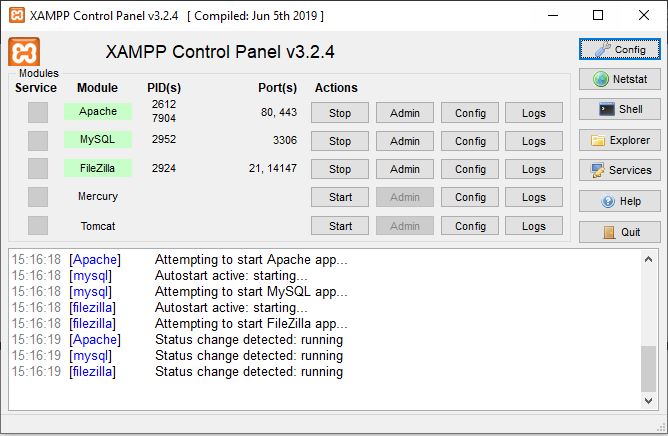 XAMPP Control Panel v3.2.4 [ Compiled: Jun 5th 2019 ]
XAMPP Control Panel v3.2.4
Config
Modules
Service Module PID(s) Port(s) Actions
Netstat
Apache 2612 7904 80, 443 Stop Admin Config Logs
Shell
MySQL 2952 3306 Stop Admin Config Logs
Explorer
FileZilla 2924 21, 14147 Stop Admin Config Logs
Services
Mercury Start Admin Config Logs
Help
Tomcat Start Admin Config Logs
Quit
15:16:18 [Apache] Attempting to start Apache app...
15:16:18 [mysql] Autostart active: starting...
15:16:18 [mysql] Attempting to start MySQL app...
15:16:18 [filezilla] Autostart active: starting...
15:16:18 [filezilla] Attempting to start FileZilla app...
15:16:19 [Apache] Status change detected: running
15:16:19 [mysql] Status change detected: running
15:16:19 [filezilla] Status change detected: running